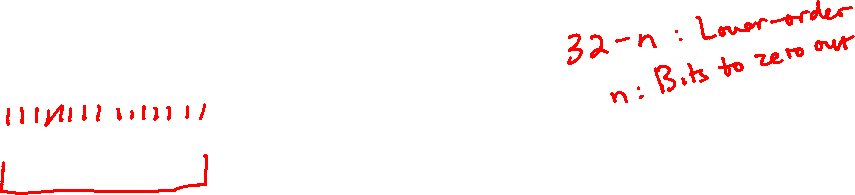 32-n : Lower-order
n: Bits to zero out